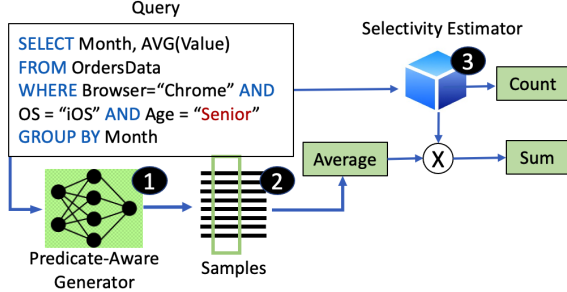 Query
SELECT Month, AVG(Value)
FROM OrdersData
WHERE Browser=“Chrome” AND
OS = “iOS” AND Age = “Senior”
GROUP BY Month
Selectivity Estimator
3
Count
Average
X
Sum
1
2
Predicate-Aware
Generator
Samples